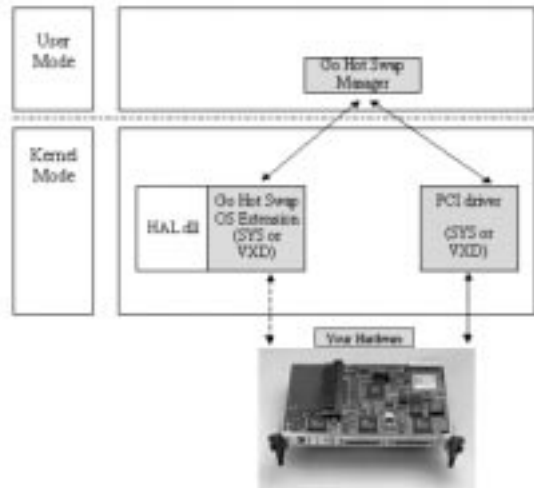 User
Mode
Go Hot Swap
Manager
Kernel
Mode
HAL.dll
Go Hot Swap
OS Extension
(SYS or
VXD)
PCI driver
(SYS or
VXD)
Your Hardware